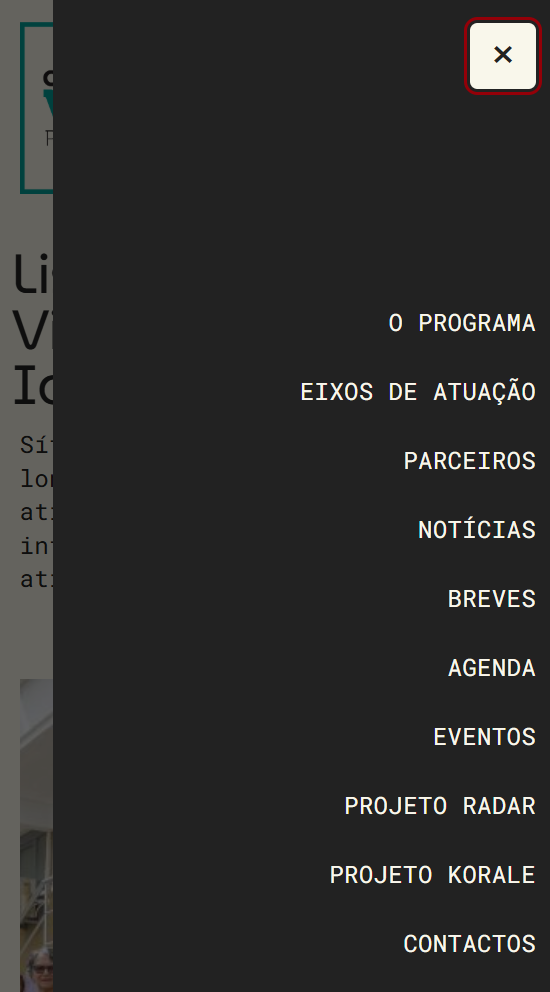 O PROGRAMA
EIXOS DE ATUAÇÃO
PARCEIROS
NOTÍCIAS
BREVES
AGENDA
EVENTOS
PROJETO RADAR
PROJETO KORALE
CONTACTOS